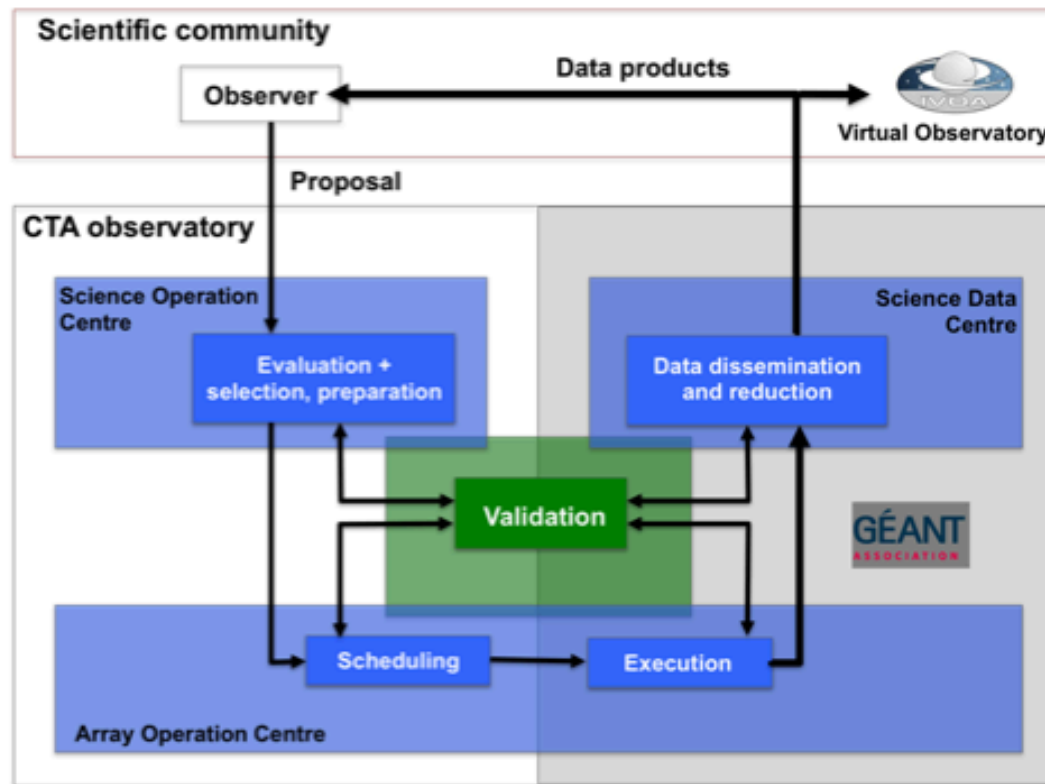 Scientific community
Data products
Observer
IVOA
Virtual Observatory
Proposal
CTA observatory
Science Operation
Centre
Science Data
Centre
Evaluation +
selection, preparation
Data dissemination
and reduction
Validation
GÉANT
ASSOCIATION
Scheduling
Execution
Array Operation Centre